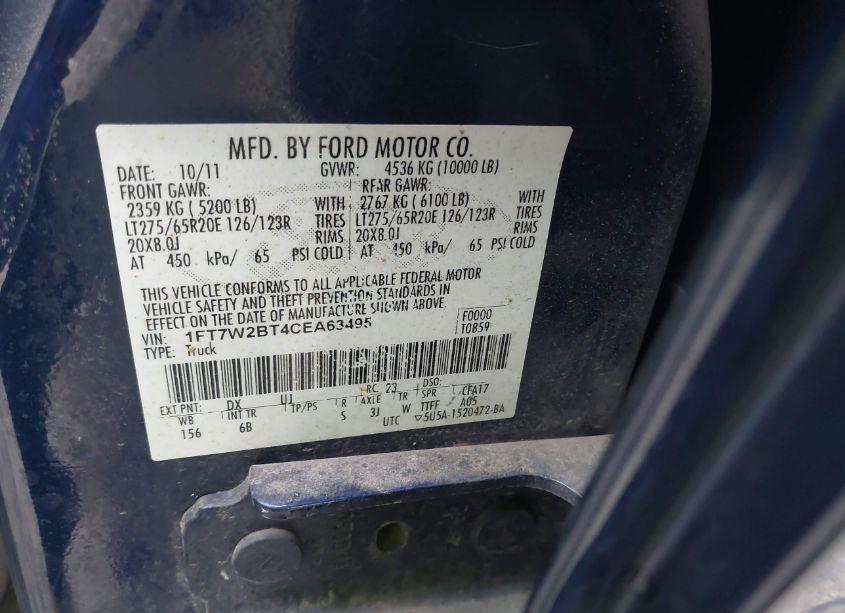 MFD. BY FORD MOTOR CO.
DATE: 10/11 GVWR: 4536 KG (10000 LB)
FRONT GAWR: REAR GAWR:
2359 KG ( 5200 LB) WITH 2767 KG ( 6100 LB) WITH
LT275/65R20E 126/123R TIRES LT275/65R20E 126/123R TIRES
20X8.0J RIMS 20X8.0J RIMS
AT 450 kPa/ 65 PSI COLD AT 450 kPa/ 65 PSI COLD
THIS VEHICLE CONFORMS TO ALL APPLICABLE FEDERAL MOTOR
VEHICLE SAFETY AND THEFT PREVENTION STANDARDS IN
EFFECT ON THE DATE OF MANUFACTURE SHOWN ABOVE.
VIN: 1FT7W2BT4CEA63495 F0000
TYPE: Truck T0859
EXT PNT: DX UJ RC: 23 DSO: CFA17
WB INT TR TP/PS R AXLE TR SPR A05
156 6B S 3J W TTFF
UTC ▽5U5A-1520472-BA